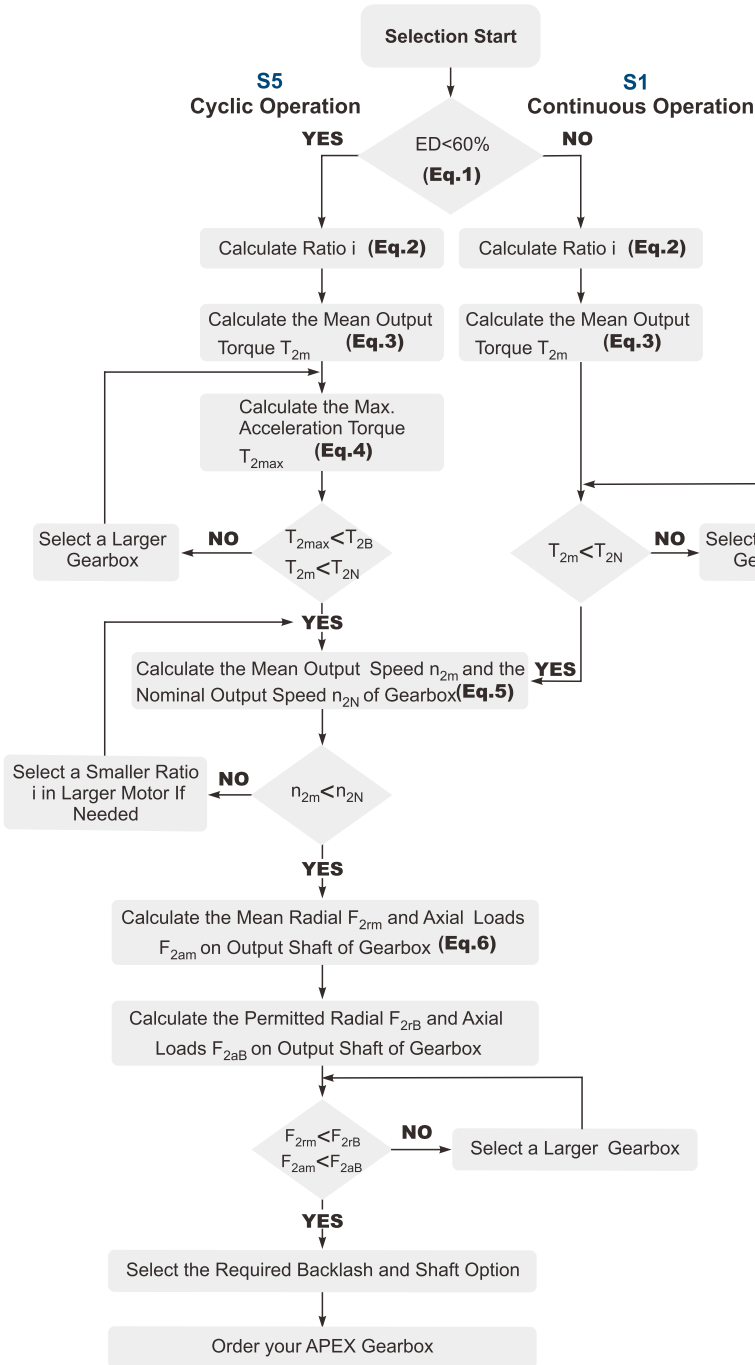 Selection Start
S5
Cyclic Operation
S1
Continuous Operation
YES
ED<60%
(Eq.1)
NO
Calculate Ratio i (Eq.2)
Calculate Ratio i (Eq.2)
Calculate the Mean Output
Torque T2m (Eq.3)
Calculate the Mean Output
Torque T2m (Eq.3)
Calculate the Max.
Acceleration Torque
T2max (Eq.4)
Select a Larger
Gearbox
NO
T2max<T2B
T2m<T2N
T2m<T2N
NO
Select
Ge
YES
Calculate the Mean Output Speed n2m and the
Nominal Output Speed n2N of Gearbox(Eq.5)
YES
Select a Smaller Ratio
i in Larger Motor If
Needed
NO
n2m<n2N
YES
Calculate the Mean Radial F2rm and Axial Loads
F2am on Output Shaft of Gearbox (Eq.6)
Calculate the Permitted Radial F2rB and Axial
Loads F2aB on Output Shaft of Gearbox
F2rm<F2rB
F2am<F2aB
NO
Select a Larger Gearbox
YES
Select the Required Backlash and Shaft Option
Order your APEX Gearbox